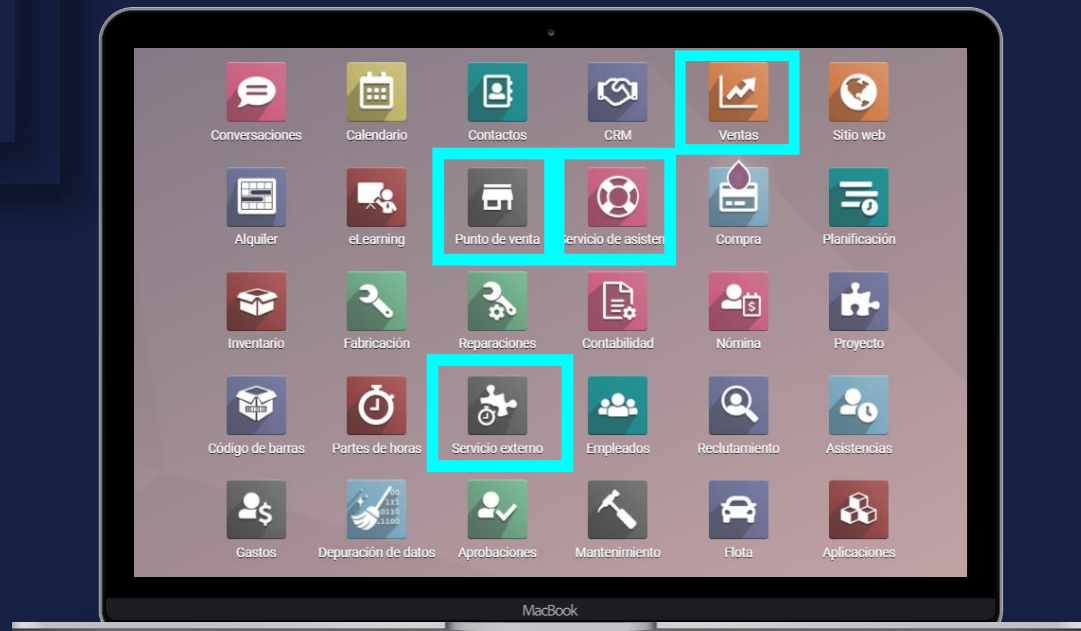 Conversaciones
Calendario
Contactos
CRM
Ventas
Sitio web
Alquiler
eLearning
Punto de venta
Servicio de asisten
Compra
Planificación
Inventario
Fabricación
Reparaciones
Contabilidad
Nómina
Proyecto
Código de barras
Partes de horas
Servicio externo
Empleados
Reclutamiento
Asistencias
Gastos
Depuración de datos
Aprobaciones
Mantenimiento
Flota
Aplicaciones
MacBook